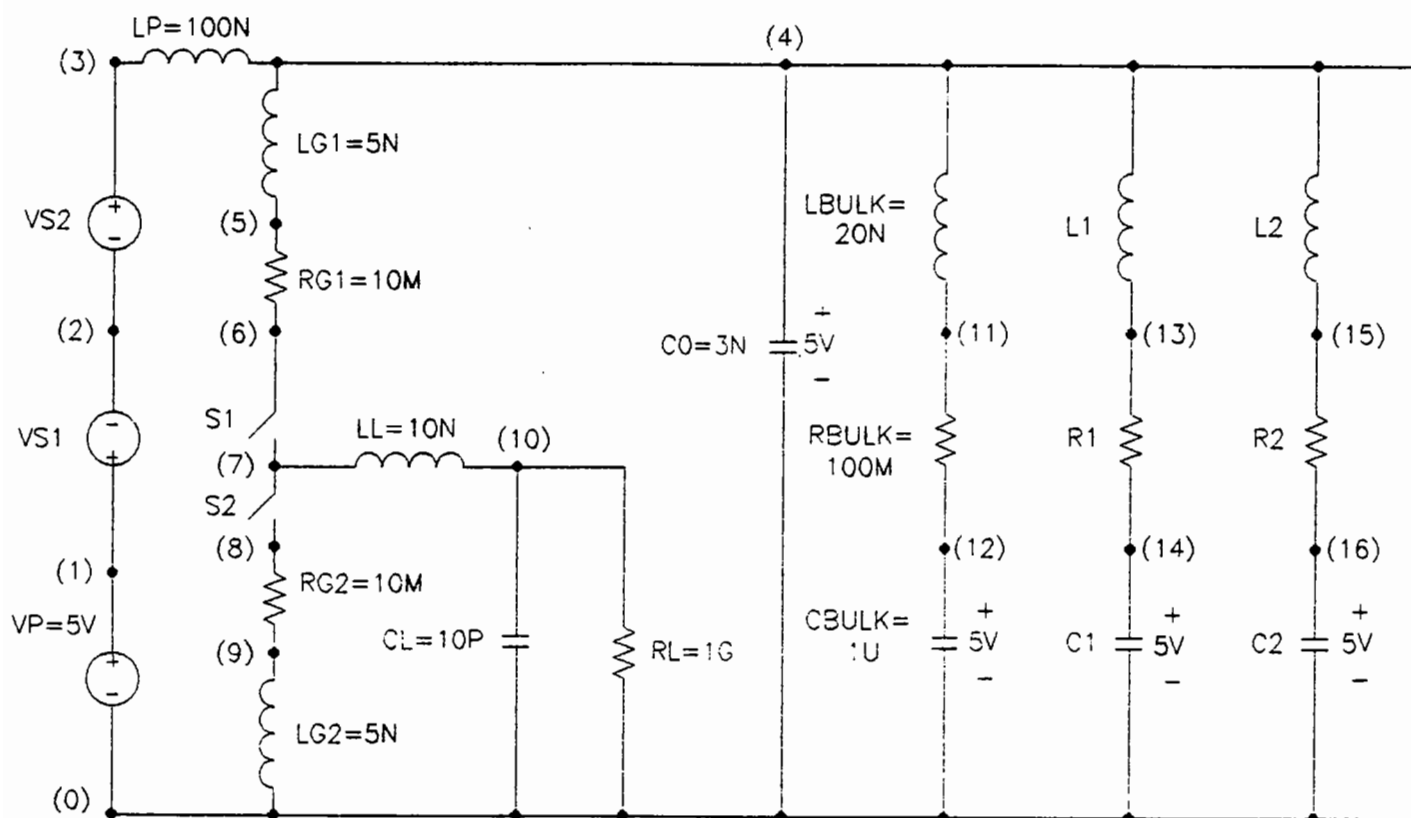 LP=100N
(3)
(4)
LG1=5N
VS2
(5)
LBULK=
20N
L1
L2
RG1=10M
(2)
(6)
C0=3N
+
5V
−
(11)
(13)
(15)
S1
VS1
LL=10N
(10)
RBULK=
100M
R1
R2
(7)
S2
(8)
(12)
(14)
(16)
(1)
RG2=10M
VP=5V
CL=10P
RL=1G
CBULK=
1U
+
5V
−
C1
+
5V
−
C2
+
5V
−
(9)
LG2=5N
(0)